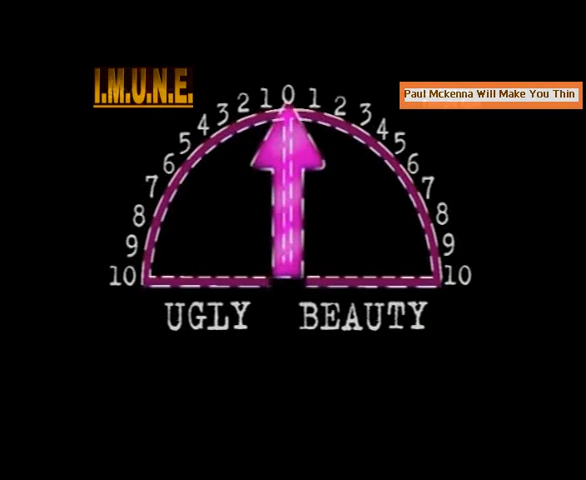 I.M.U.N.E.
Paul Mckenna Will Make You Thin
10 9 8 7 6 5 4 3 2 1 0 1 2 3 4 5 6 7 8 9 10
UGLY BEAUTY